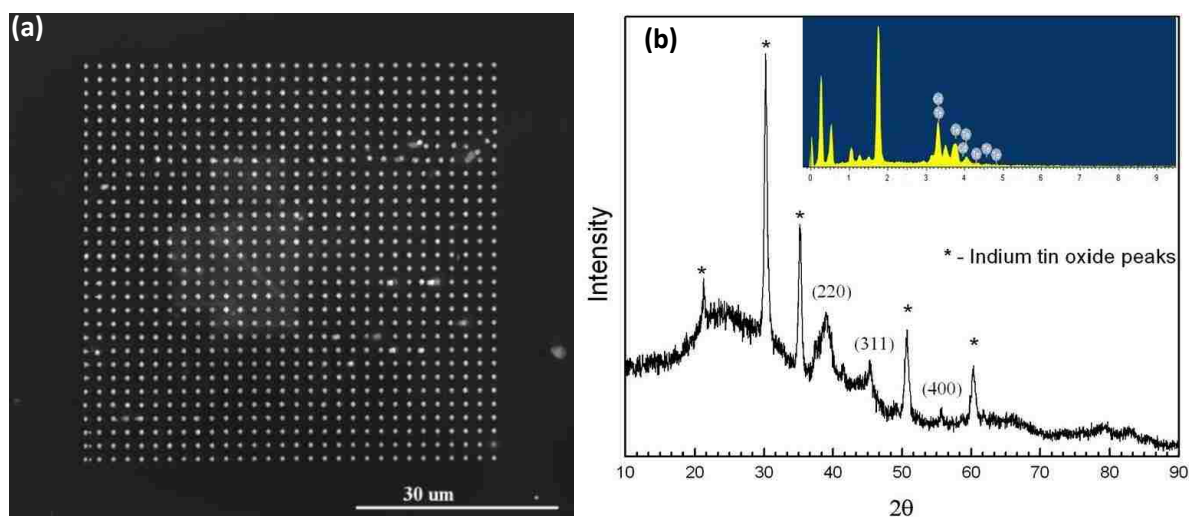 (a)
30 um
(b)
0 1 2 3 4 5 6 7 8 9
*
*
*
*
*
* - Indium tin oxide peaks
(220)
(311)
(400)
Intensity
10 20 30 40 50 60 70 80 90
2θ